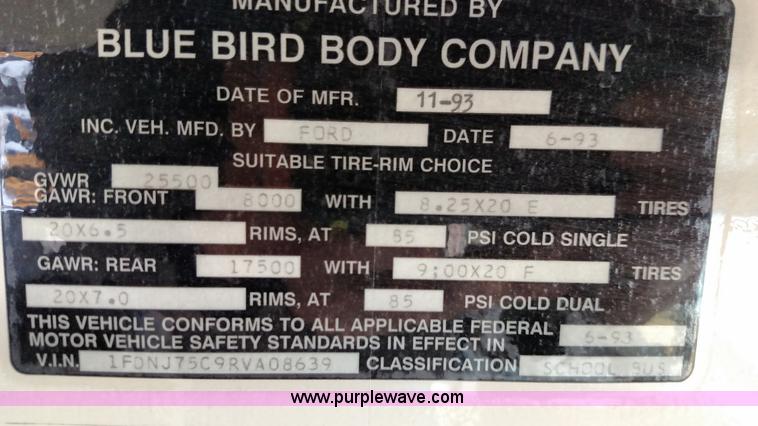 MANUFACTURED BY
BLUE BIRD BODY COMPANY
DATE OF MFR. 11-93
INC. VEH. MFD. BY FORD DATE 6-93
SUITABLE TIRE-RIM CHOICE
GVWR 25500
GAWR: FRONT 8000 WITH 8.25X20 E TIRES
20X6.5 RIMS, AT 85 PSI COLD SINGLE
GAWR: REAR 17500 WITH 9:00X20 F TIRES
20X7.0 RIMS, AT 85 PSI COLD DUAL
THIS VEHICLE CONFORMS TO ALL APPLICABLE FEDERAL
MOTOR VEHICLE SAFETY STANDARDS IN EFFECT IN 6-93
V.I.N. 1FDNJ75C9RVA08639 CLASSIFICATION SCHOOL BUS
www.purplewave.com